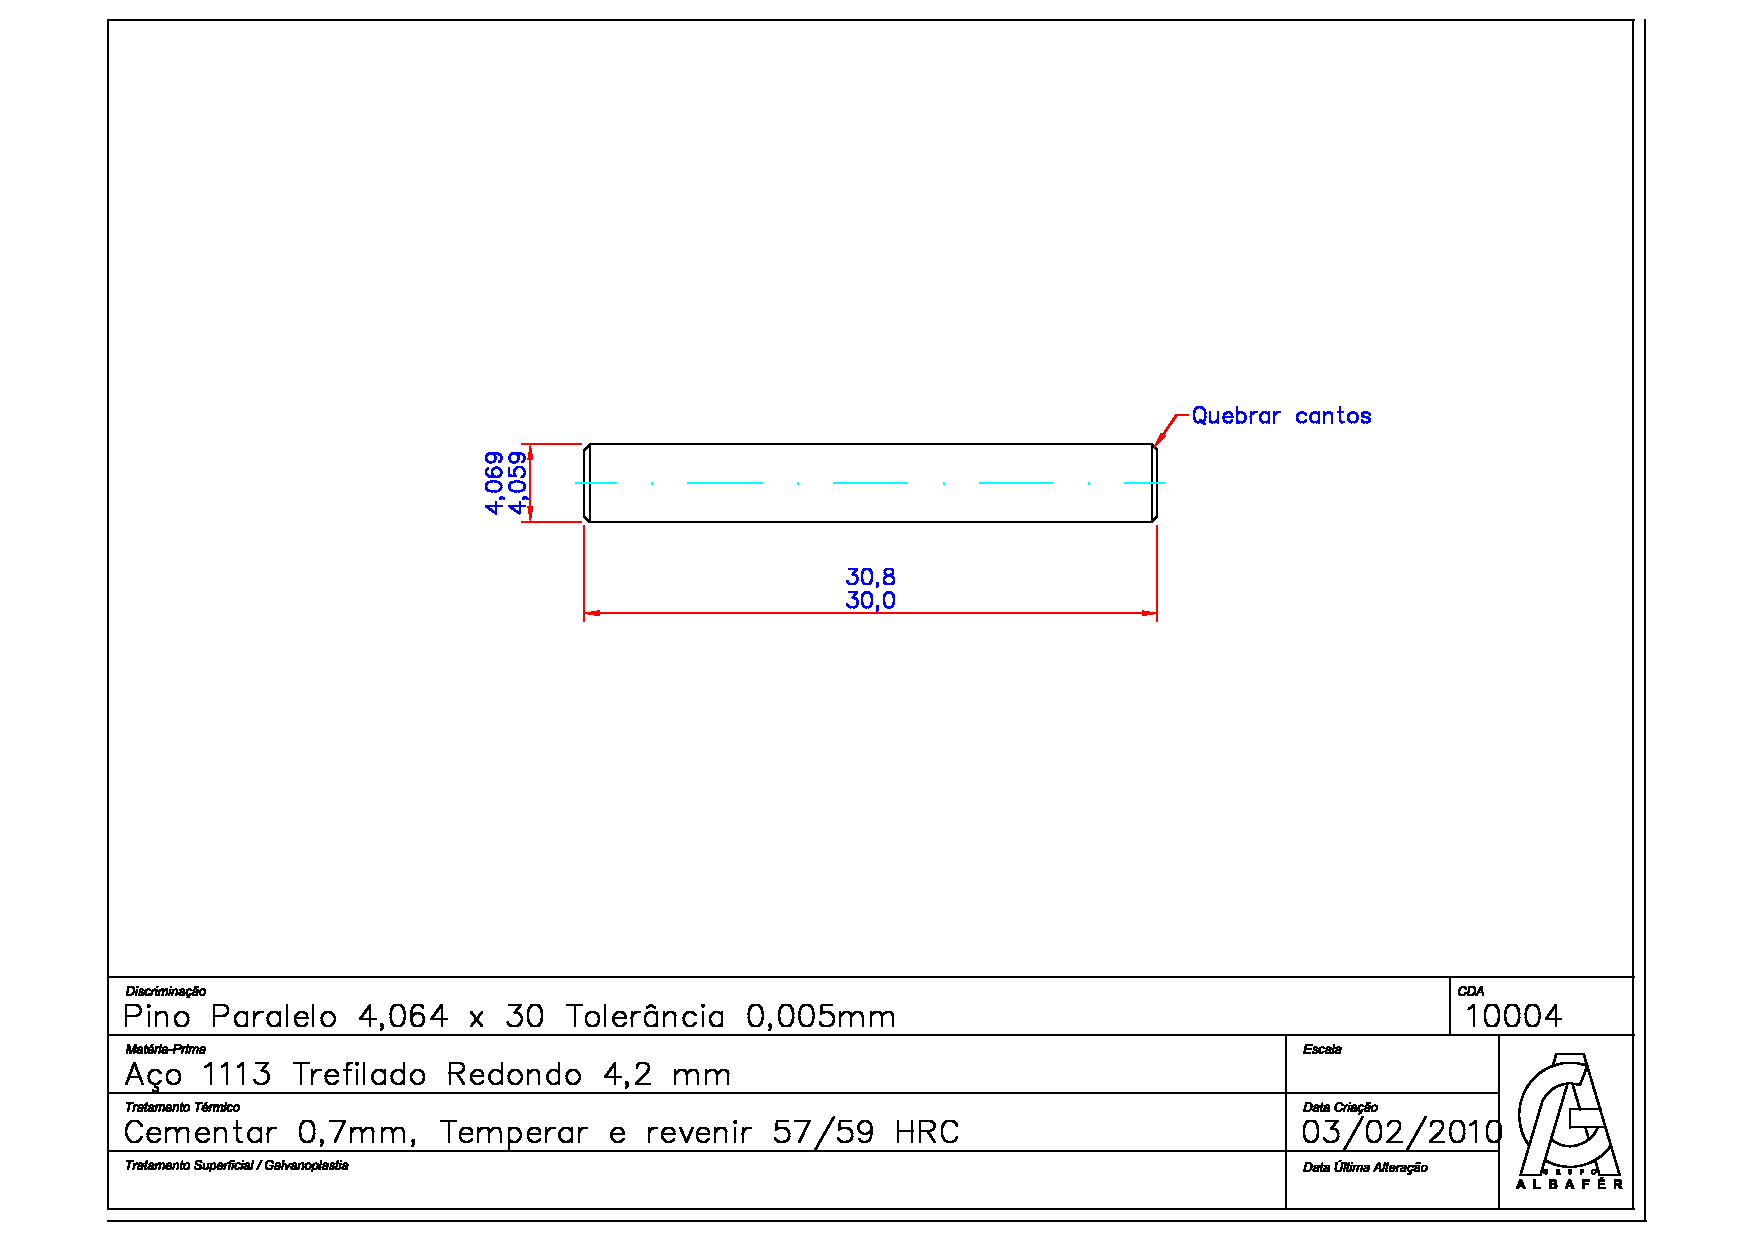 Quebrar cantos
4,069
4,059
30,8
30,0
Discriminação
Pino Paralelo 4,064 x 30 Tolerância 0,005mm
CDA
10004
Matéria-Prima
Aço 1113 Trefilado Redondo 4,2 mm
Escala
Tratamento Térmico
Cementar 0,7mm, Temperar e revenir 57/59 HRC
Data Criação
03/02/2010
Tratamento Superficial / Galvanoplastia
Data Última Alteração
GRUPO
ALBAFÉR